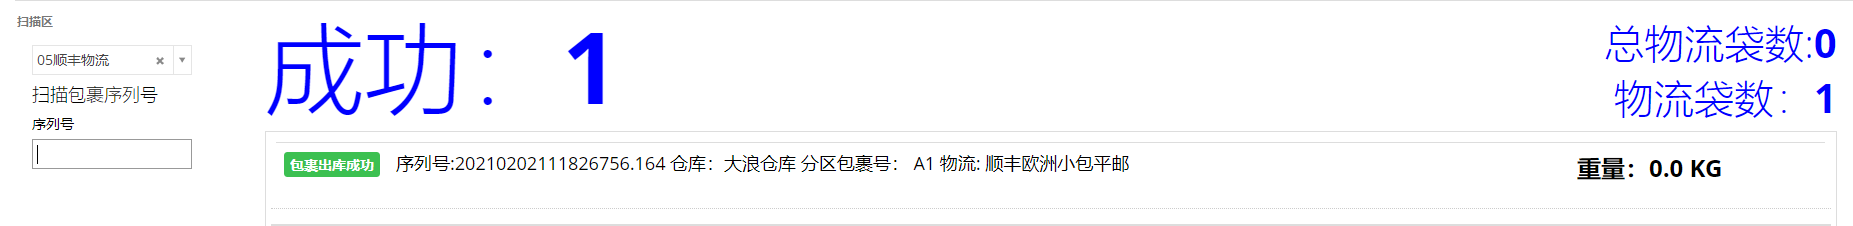 扫描区
05顺丰物流
扫描包裹序列号
序列号
成功：1
总物流袋数:0
物流袋数：1
包裹出库成功 序列号:20210202111826756.164 仓库：大浪仓库 分区包裹号： A1 物流: 顺丰欧洲小包平邮
重量：0.0 KG